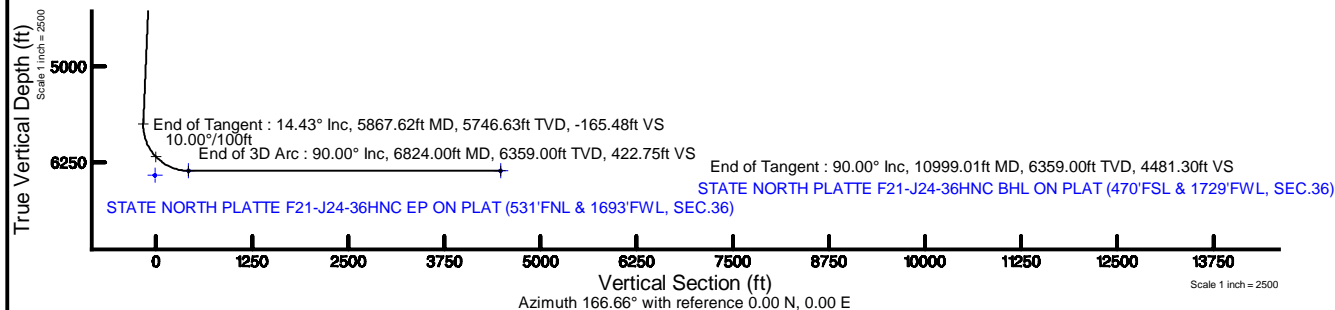 True Vertical Depth (ft)
Scale 1 inch = 2500
5000
6250
End of Tangent : 14.43° Inc, 5867.62ft MD, 5746.63ft TVD, -165.48ft VS
10.00°/100ft
End of 3D Arc : 90.00° Inc, 6824.00ft MD, 6359.00ft TVD, 422.75ft VS
End of Tangent : 90.00° Inc, 10999.01ft MD, 6359.00ft TVD, 4481.30ft VS
STATE NORTH PLATTE F21-J24-36HNC BHL ON PLAT (470'FSL & 1729'FWL, SEC.36)
STATE NORTH PLATTE F21-J24-36HNC EP ON PLAT (531'FNL & 1693'FWL, SEC.36)
0 1250 2500 3750 5000 6250 7500 8750 10000 11250 12500 13750
Vertical Section (ft)
Scale 1 inch = 2500
Azimuth 166.66° with reference 0.00 N, 0.00 E